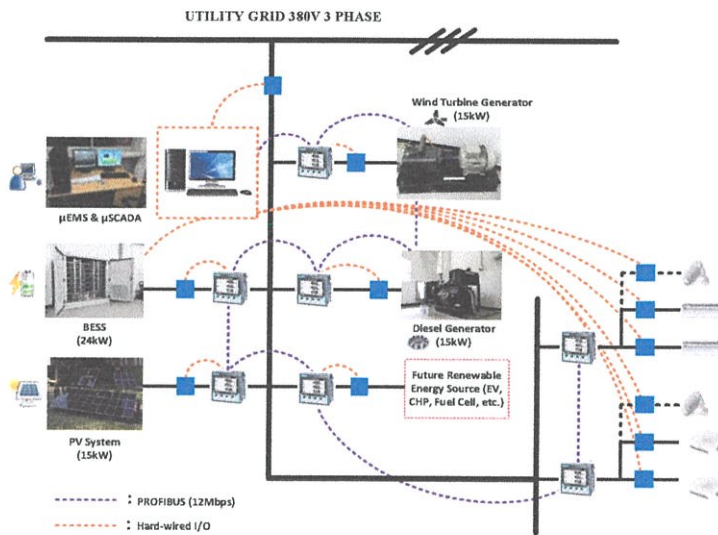 UTILITY GRID 380V 3 PHASE
Wind Turbine Generator
(15kW)
µEMS & µSCADA
BESS
(24kW)
Diesel Generator
(15kW)
PV System
(15kW)
Future Renewable
Energy Source (EV,
CHP, Fuel Cell, etc.)
: PROFIBUS (12Mbps)
: Hard-wired I/O